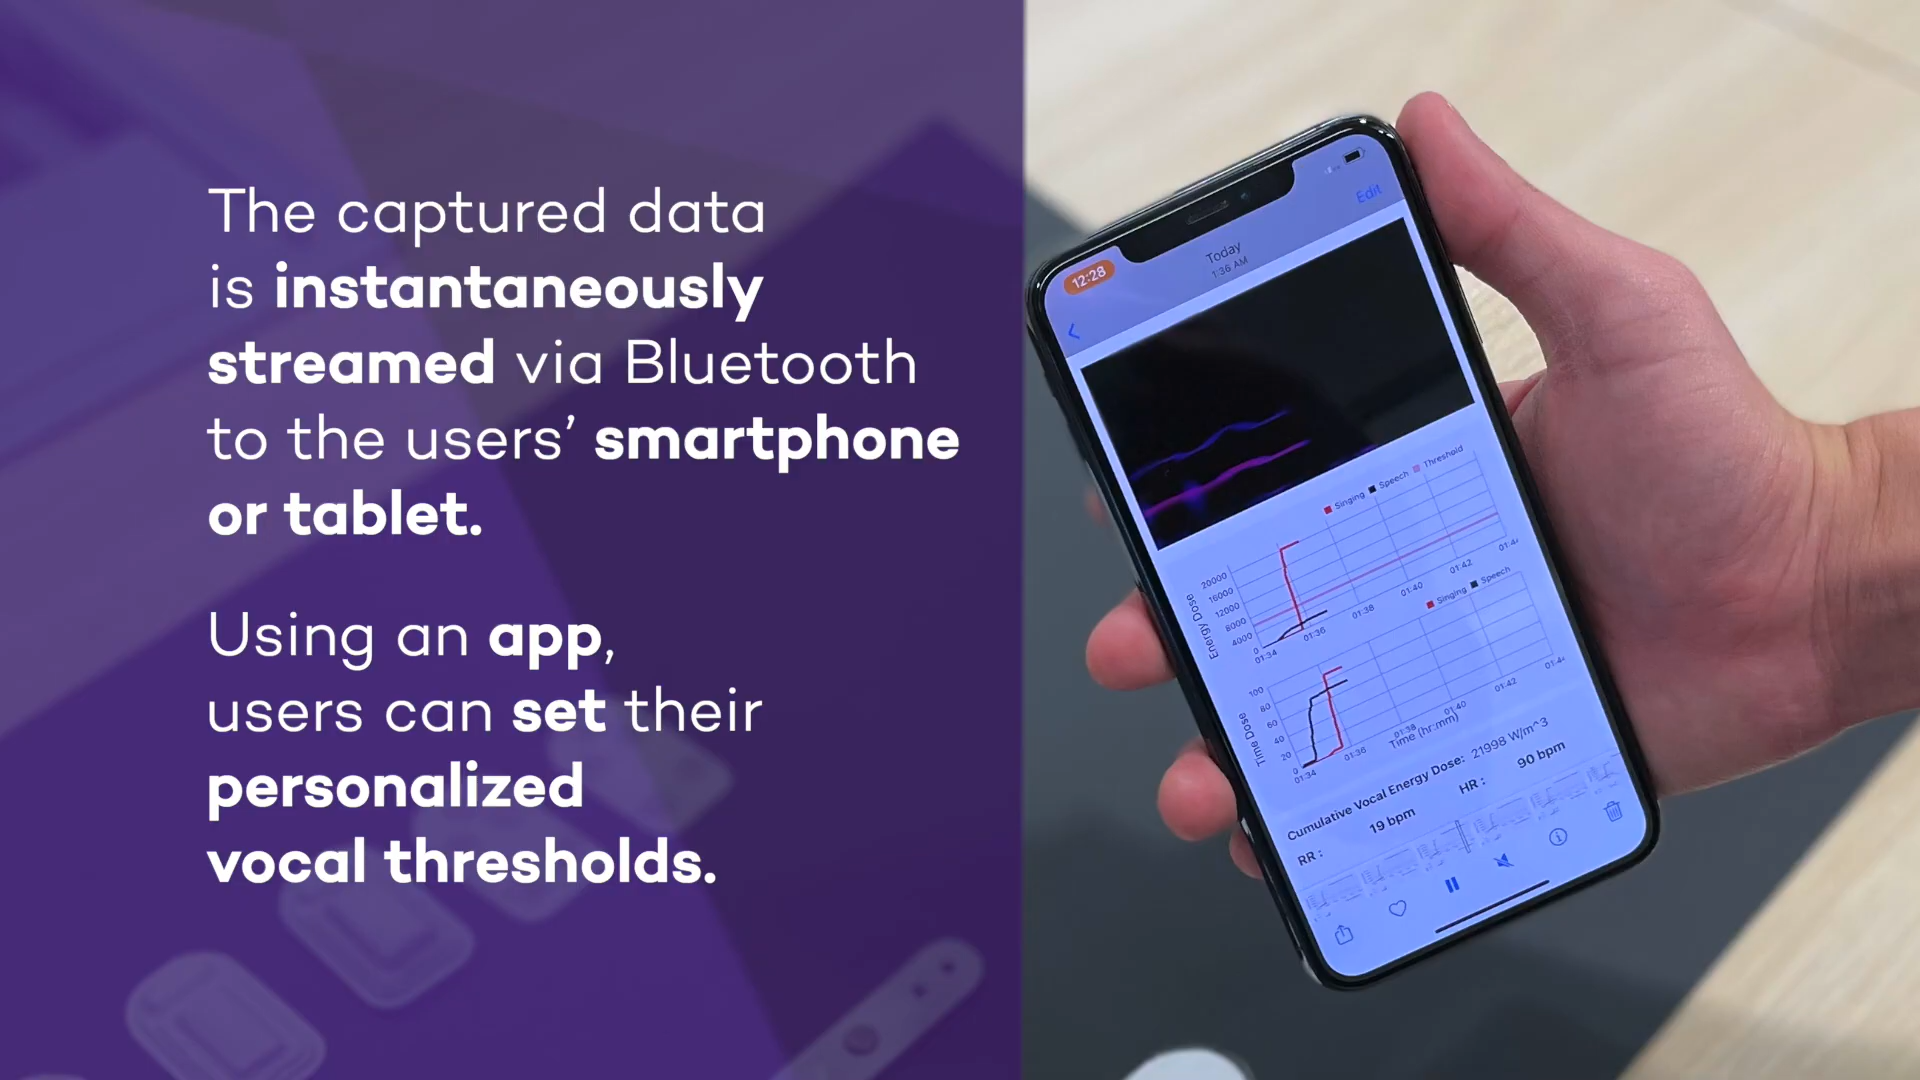 The captured data
is instantaneously
streamed via Bluetooth
to the users’ smartphone
or tablet.
Using an app,
users can set their
personalized
vocal thresholds.
12:28
Today
1:36 AM
Edit
Singing Speech Threshold
Energy Dose
20000
16000
12000
8000
4000
0
01:34 01:36 01:38 01:40 01:42
Singing Speech
Time Dose
100
80
60
40
20
0
01:34 01:36 01:38 01:40 01:42
Time (hr:mm)
Cumulative Vocal Energy Dose: 21998 W/m^3
RR : 19 bpm HR : 90 bpm